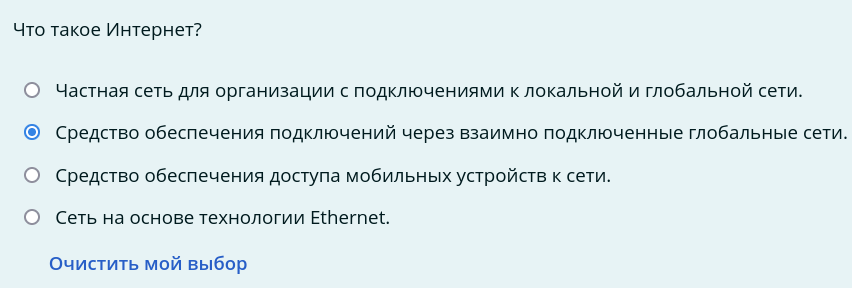 Что такое Интернет?
Частная сеть для организации с подключениями к локальной и глобальной сети.
Средство обеспечения подключений через взаимно подключенные глобальные сети.
Средство обеспечения доступа мобильных устройств к сети.
Сеть на основе технологии Ethernet.
Очистить мой выбор